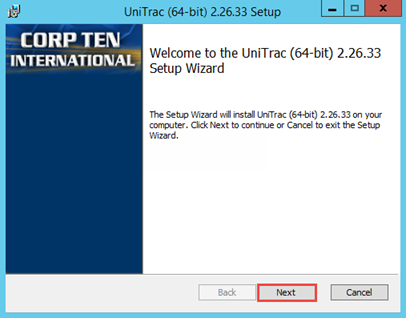 UniTrac (64-bit) 2.26.33 Setup
CORP TEN
INTERNATIONAL
Welcome to the UniTrac (64-bit) 2.26.33
Setup Wizard
The Setup Wizard will install UniTrac (64-bit) 2.26.33 on your
computer. Click Next to continue or Cancel to exit the Setup
Wizard.
Back
Next
Cancel